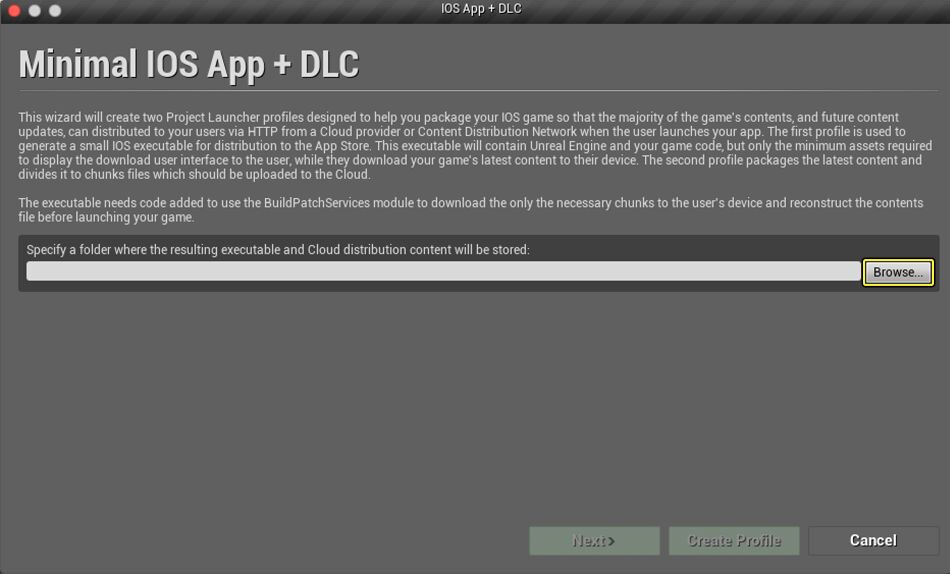 IOS App + DLC
Minimal IOS App + DLC
This wizard will create two Project Launcher profiles designed to help you package your IOS game so that the majority of the game's contents, and future content
updates, can distributed to your users via HTTP from a Cloud provider or Content Distribution Network when the user launches your app. The first profile is used to
generate a small IOS executable for distribution to the App Store. This executable will contain Unreal Engine and your game code, but only the minimum assets required
to display the download user interface to the user, while they download your game's latest content to their device. The second profile packages the latest content and
divides it to chunks files which should be uploaded to the Cloud.
The executable needs code added to use the BuildPatchServices module to download the only the necessary chunks to the user's device and reconstruct the contents
file before launching your game.
Specify a folder where the resulting executable and Cloud distribution content will be stored:
Browse...
Next>
Create Profile
Cancel